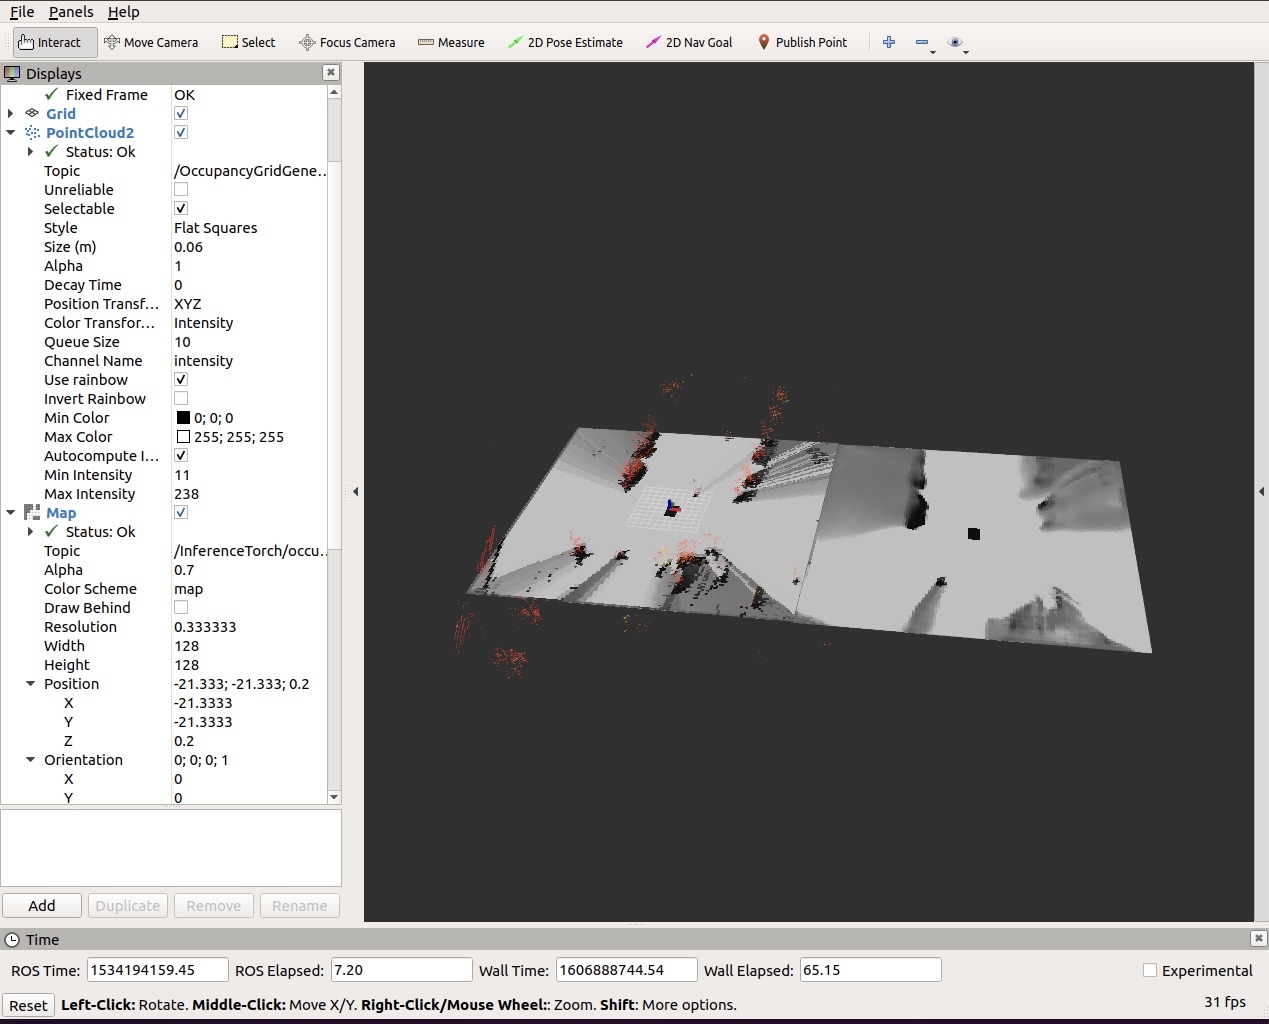 File Panels Help
Interact Move Camera Select Focus Camera Measure 2D Pose Estimate 2D Nav Goal Publish Point
Displays
Fixed Frame OK
Grid
PointCloud2
Status: Ok
Topic /OccupancyGridGene..
Unreliable
Selectable
Style Flat Squares
Size (m) 0.06
Alpha 1
Decay Time 0
Position Transf... XYZ
Color Transfor... Intensity
Queue Size 10
Channel Name intensity
Use rainbow
Invert Rainbow
Min Color 0; 0; 0
Max Color 255; 255; 255
Autocompute I...
Min Intensity 11
Max Intensity 238
Map
Status: Ok
Topic /InferenceTorch/occu..
Alpha 0.7
Color Scheme map
Draw Behind
Resolution 0.333333
Width 128
Height 128
Position -21.333; -21.333; 0.2
X -21.3333
Y -21.3333
Z 0.2
Orientation 0; 0; 0; 1
X 0
Y 0
Add Duplicate Remove Rename
Time
ROS Time: 1534194159.45 ROS Elapsed: 7.20 Wall Time: 1606888744.54 Wall Elapsed: 65.15 Experimental
Reset Left-Click: Rotate. Middle-Click: Move X/Y. Right-Click/Mouse Wheel:: Zoom. Shift: More options. 31 fps